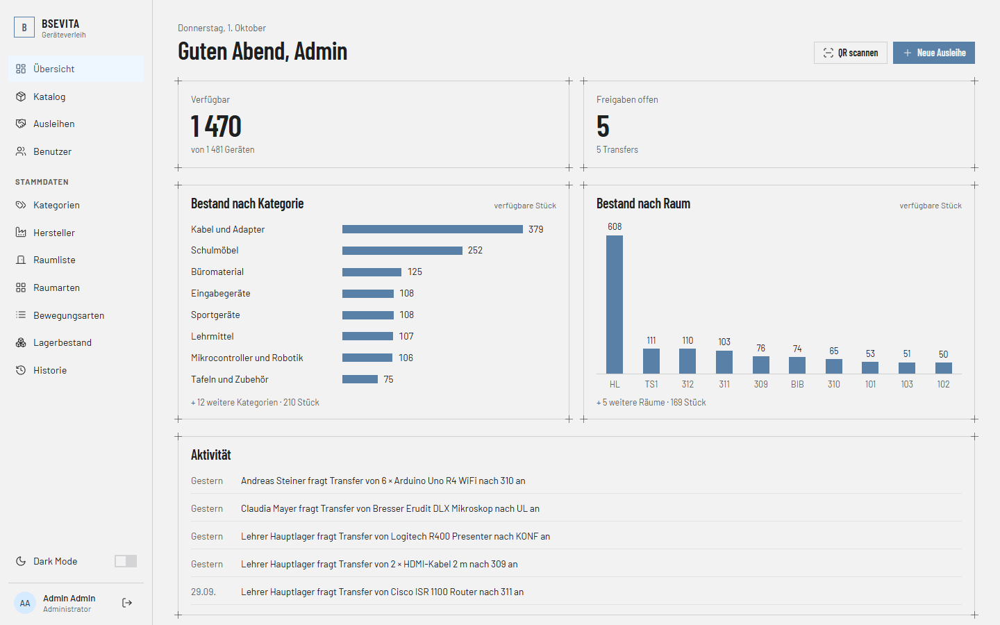 B
BSEVITA
Geräteverleih
Übersicht
Katalog
Ausleihen
Benutzer
STAMMDATEN
Kategorien
Hersteller
Raumliste
Raumarten
Bewegungsarten
Lagerbestand
Historie
Dark Mode
AA
Admin Admin
Administrator
Donnerstag, 1. Oktober
Guten Abend, Admin
QR scannen
Neue Ausleihe
Verfügbar
1 470
von 1 481 Geräten
Freigaben offen
5
5 Transfers
Bestand nach Kategorie
verfügbare Stück
Kabel und Adapter 379
Schulmöbel 252
Büromaterial 125
Eingabegeräte 108
Sportgeräte 108
Lehrmittel 107
Mikrocontroller und Robotik 106
Tafeln und Zubehör 75
+ 12 weitere Kategorien · 210 Stück
Bestand nach Raum
verfügbare Stück
608 111 110 103 76 74 65 53 51 50
HL TS1 312 311 309 BIB 310 101 103 102
+ 5 weitere Räume · 169 Stück
Aktivität
Gestern Andreas Steiner fragt Transfer von 6 × Arduino Uno R4 WiFi nach 310 an
Gestern Claudia Mayer fragt Transfer von Bresser Erudit DLX Mikroskop nach UL an
Gestern Lehrer Hauptlager fragt Transfer von Logitech R400 Presenter nach KONF an
Gestern Lehrer Hauptlager fragt Transfer von 2 × HDMI-Kabel 2 m nach 309 an
29.09. Lehrer Hauptlager fragt Transfer von Cisco ISR 1100 Router nach 311 an